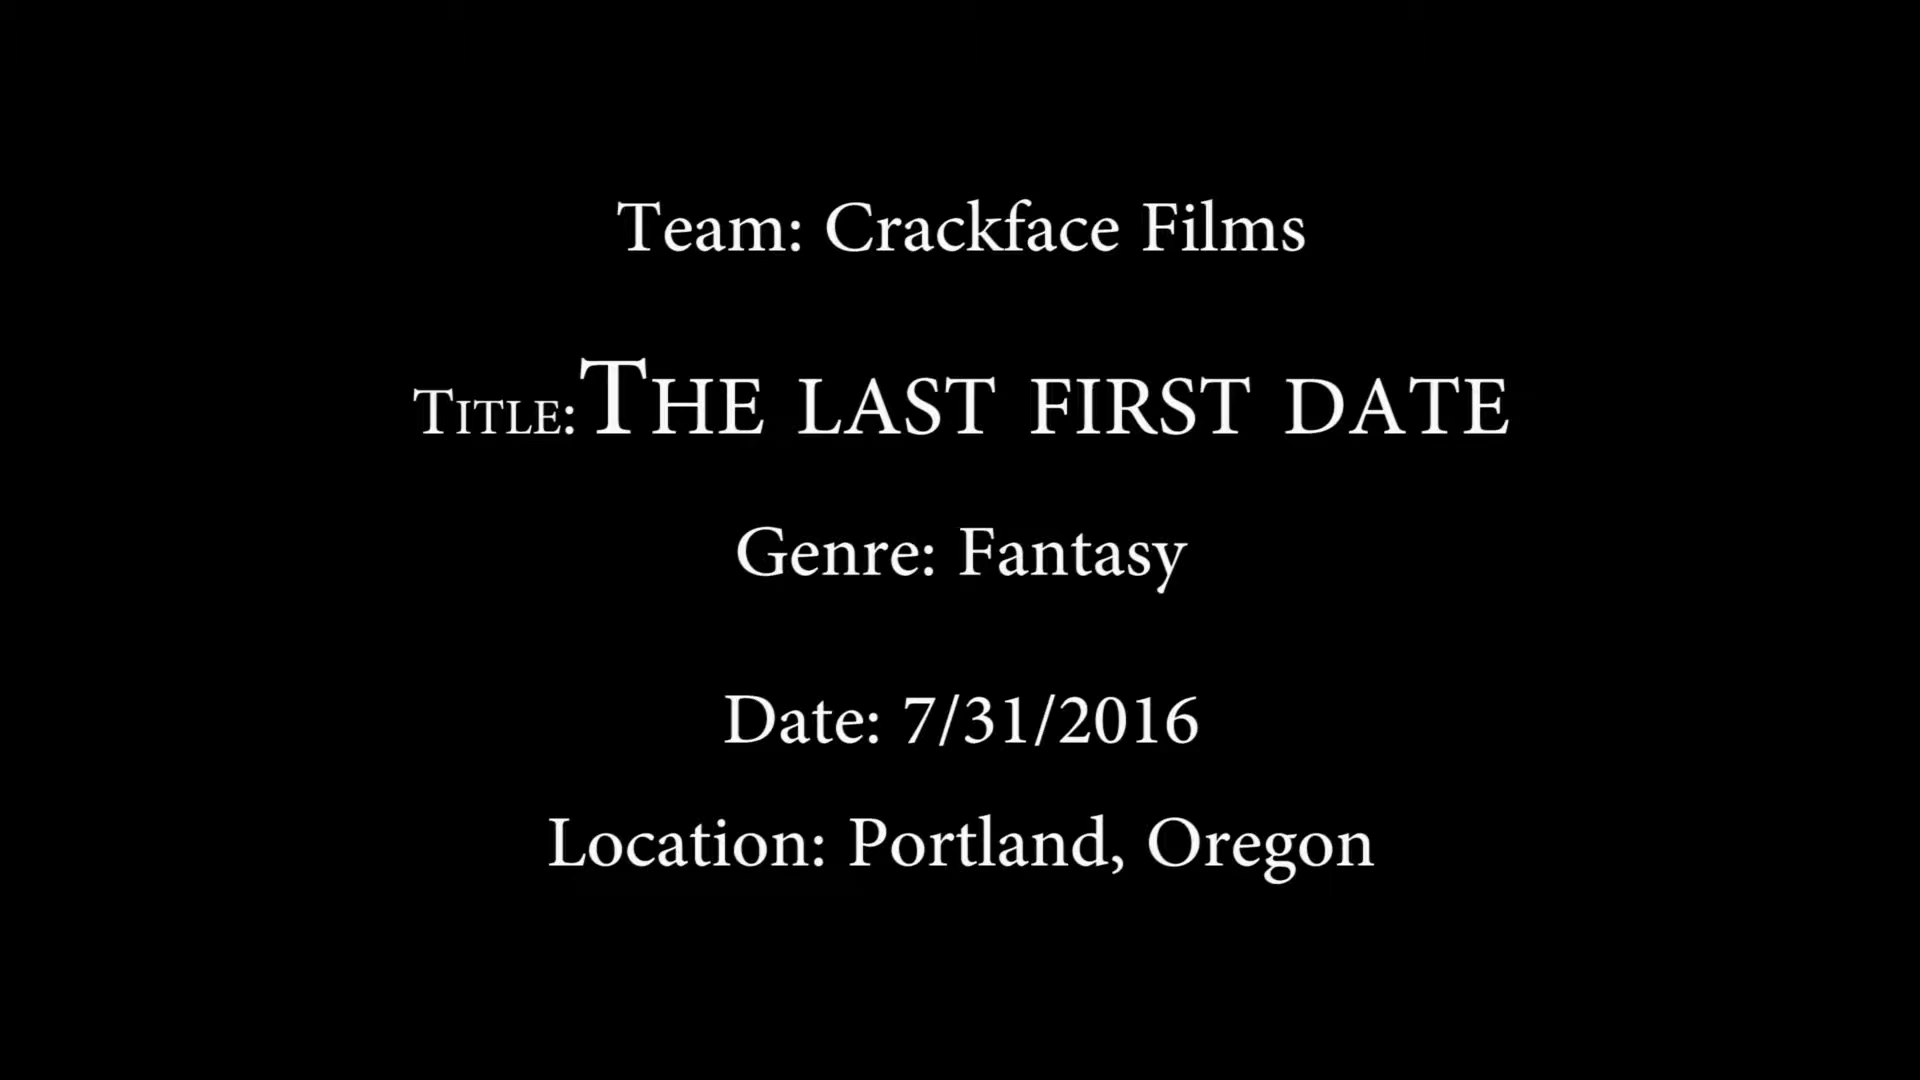 Team: Crackface Films
Title: The last first date
Genre: Fantasy
Date: 7/31/2016
Location: Portland, Oregon